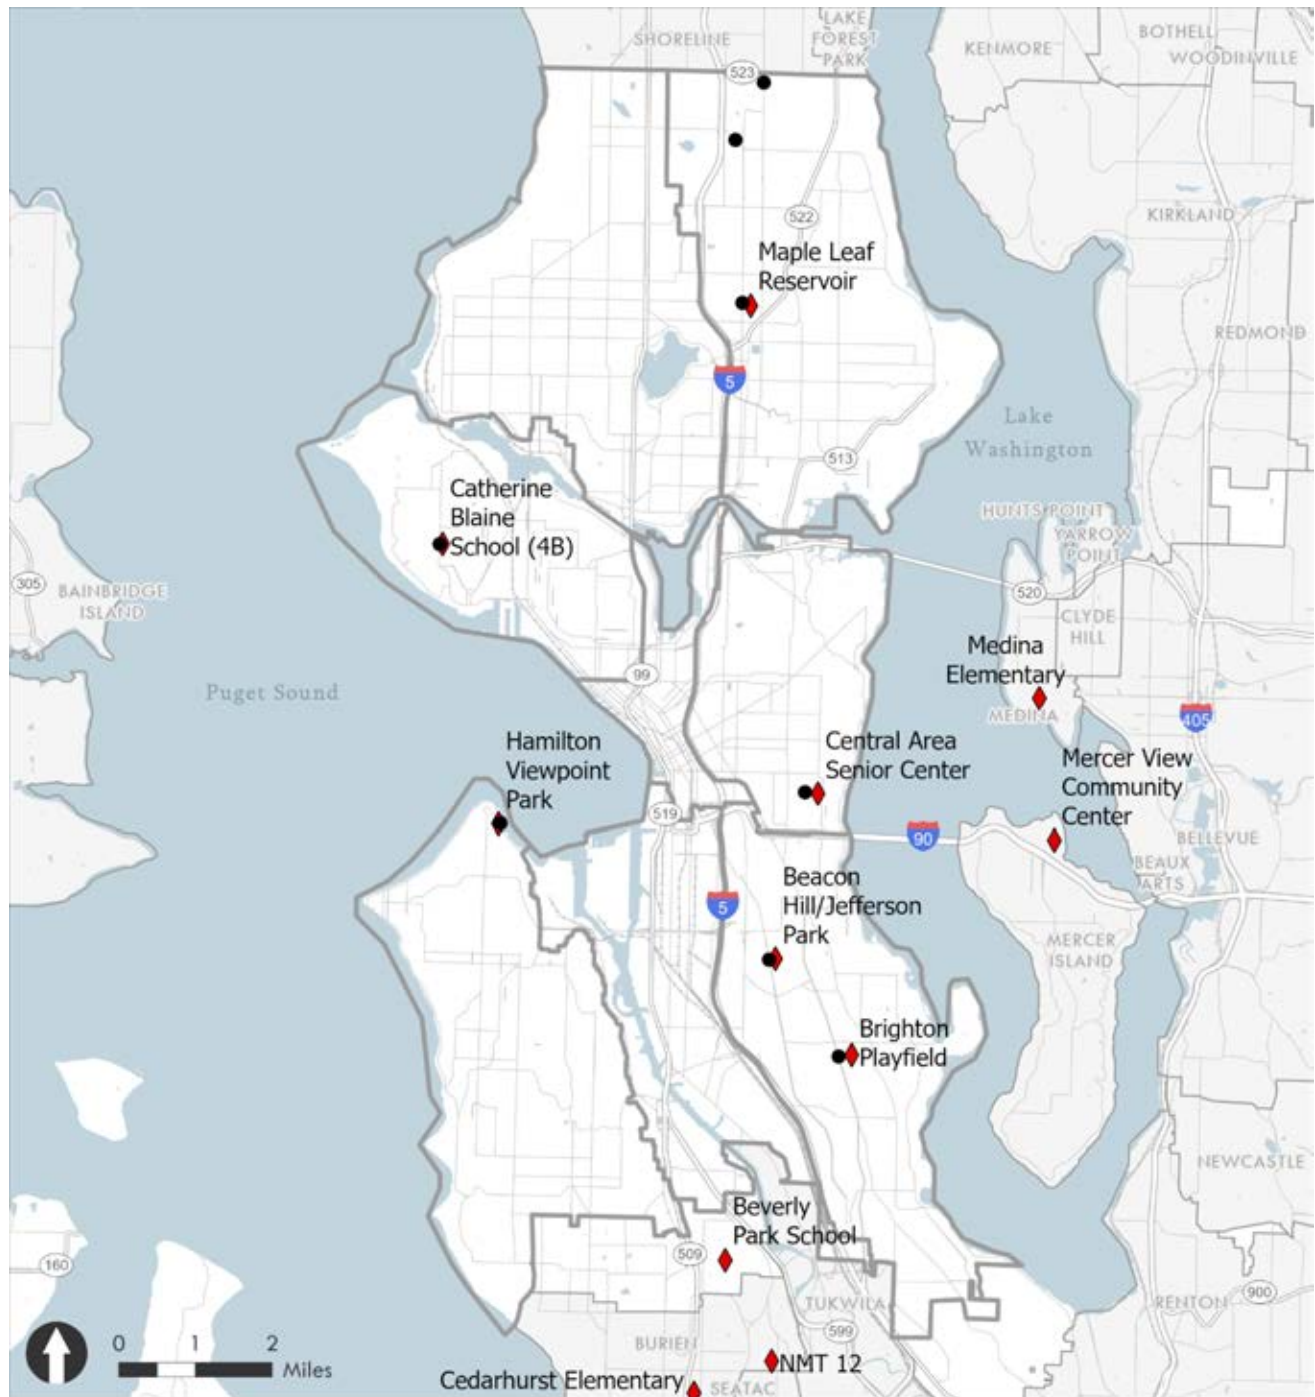 SHORELINE
LAKE
FOREST
PARK
KENMORE
BOTHELL
WOODINVILLE
523
522
KIRKLAND
Maple Leaf
Reservoir
REDMOND
5
Lake
Washington
513
Catherine
Blaine
School (4B)
HUNTS POINT
YARROW
POINT
305
BAINBRIDGE
ISLAND
520
CLYDE
HILL
Medina
Elementary
99
Puget Sound
MEDINA
405
Hamilton
Viewpoint
Park
Central Area
Senior Center
Mercer View
Community
Center
519
90
BELLEVUE
BEAUX
ARTS
Beacon
Hill/Jefferson
Park
5
MERCER
ISLAND
Brighton
Playfield
NEWCASTLE
Beverly
Park School
509
160
TUKWILA
RENTON
900
599
BURIEN
0 1 2
Miles
NMT 12
Cedarhurst Elementary
SEATAC